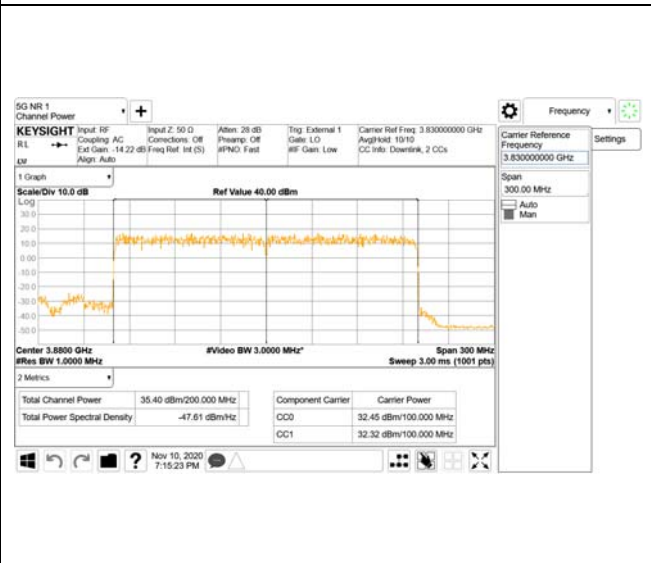 5G NR 1
Channel Power
Frequency
KEYSIGHT Input: RF Input Z: 50 Ω Atten: 28 dB Trig: External 1 Carrier Ref Freq: 3.830000000 GHz
RL Coupling: AC Corrections: Off Preamp: Off Gate: LO Avg|Hold: 10/10
Ext Gain: -14.22 dB Freq Ref: Int (S) #PNO: Fast #IF Gain: Low CC Info: Downlink, 2 CCs
Align: Auto
Carrier Reference
Frequency
3.830000000 GHz
Settings
Span
300.00 MHz
Auto
Man
1 Graph
Scale/Div 10.0 dB Ref Value 40.00 dBm
Log
30.0
20.0
10.0
0.00
-10.0
-20.0
-30.0
-40.0
-50.0
Center 3.8800 GHz #Video BW 3.0000 MHz* Span 300 MHz
#Res BW 1.0000 MHz Sweep 3.00 ms (1001 pts)
2 Metrics
Total Channel Power 35.40 dBm/200.000 MHz
Total Power Spectral Density -47.61 dBm/Hz
Component Carrier Carrier Power
CC0 32.45 dBm/100.000 MHz
CC1 32.32 dBm/100.000 MHz
Nov 10, 2020
7:15:23 PM